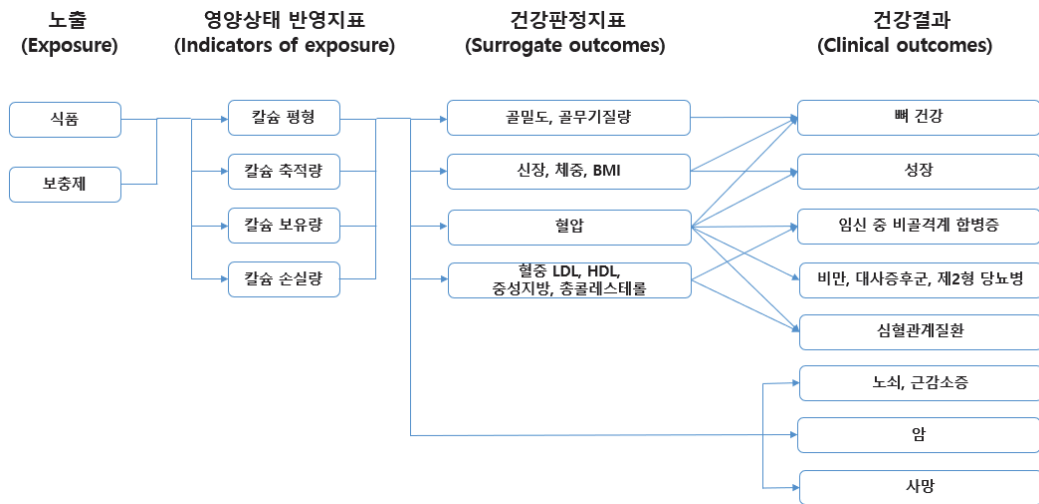 노출
(Exposure)
영양상태 반영지표
(Indicators of exposure)
건강판정지표
(Surrogate outcomes)
건강결과
(Clinical outcomes)
식품
보충제
칼슘 평형
칼슘 축적량
칼슘 보유량
칼슘 손실량
골밀도, 골무기질량
신장, 체중, BMI
혈압
혈중 LDL, HDL,
중성지방, 총콜레스테롤
뼈 건강
성장
임신 중 비골격계 합병증
비만, 대사증후군, 제2형 당뇨병
심혈관계질환
노쇠, 근감소증
암
사망